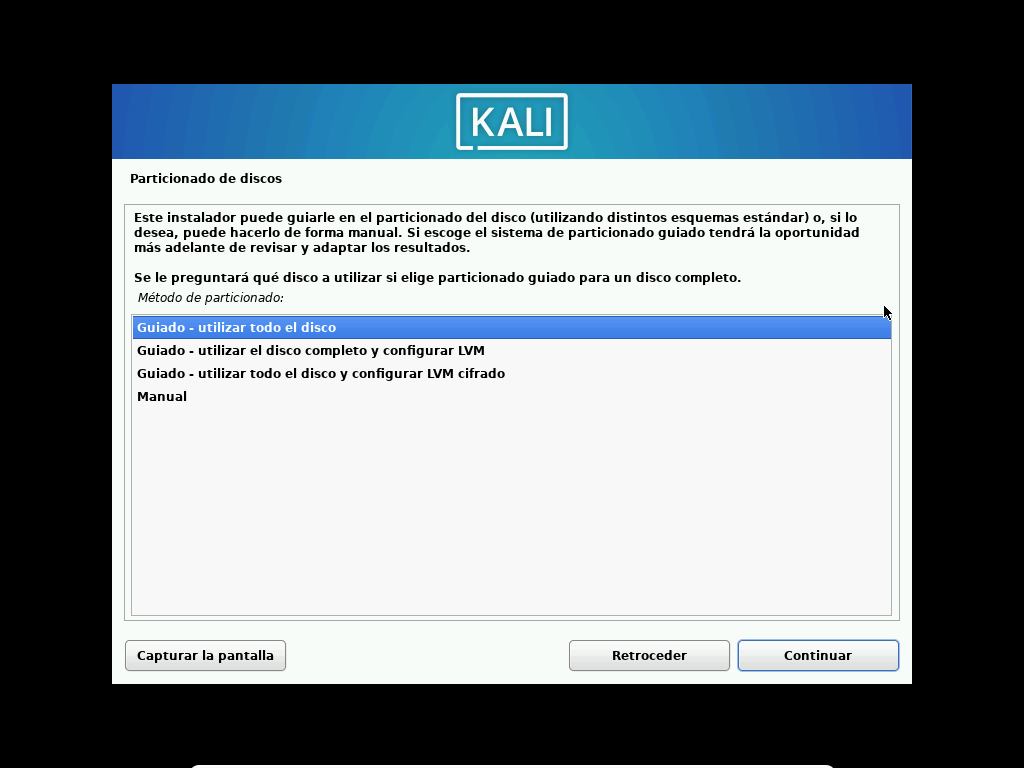 KALI
Particionado de discos
Este instalador puede guiarle en el particionado del disco (utilizando distintos esquemas estándar) o, si lo
desea, puede hacerlo de forma manual. Si escoge el sistema de particionado guiado tendrá la oportunidad
más adelante de revisar y adaptar los resultados.
Se le preguntará qué disco a utilizar si elige particionado guiado para un disco completo.
Método de particionado:
Guiado - utilizar todo el disco
Guiado - utilizar el disco completo y configurar LVM
Guiado - utilizar todo el disco y configurar LVM cifrado
Manual
Capturar la pantalla
Retroceder
Continuar